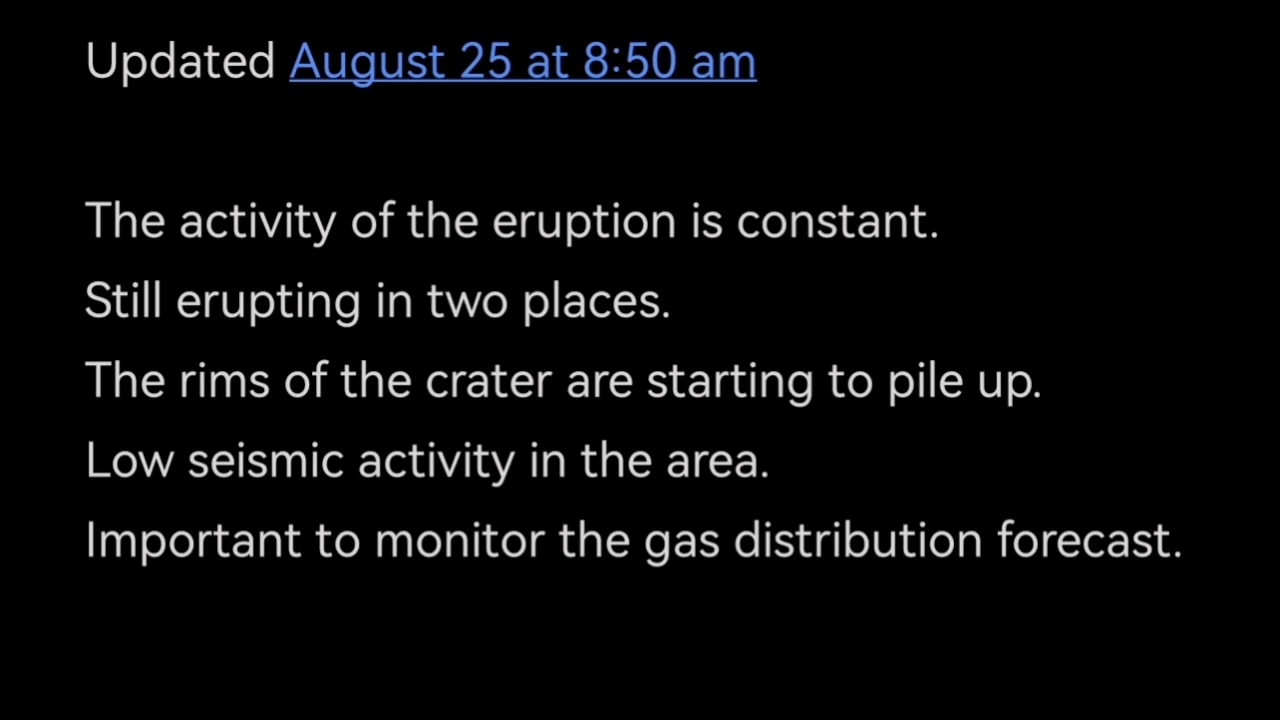 Updated August 25 at 8:50 am
The activity of the eruption is constant.
Still erupting in two places.
The rims of the crater are starting to pile up.
Low seismic activity in the area.
Important to monitor the gas distribution forecast.